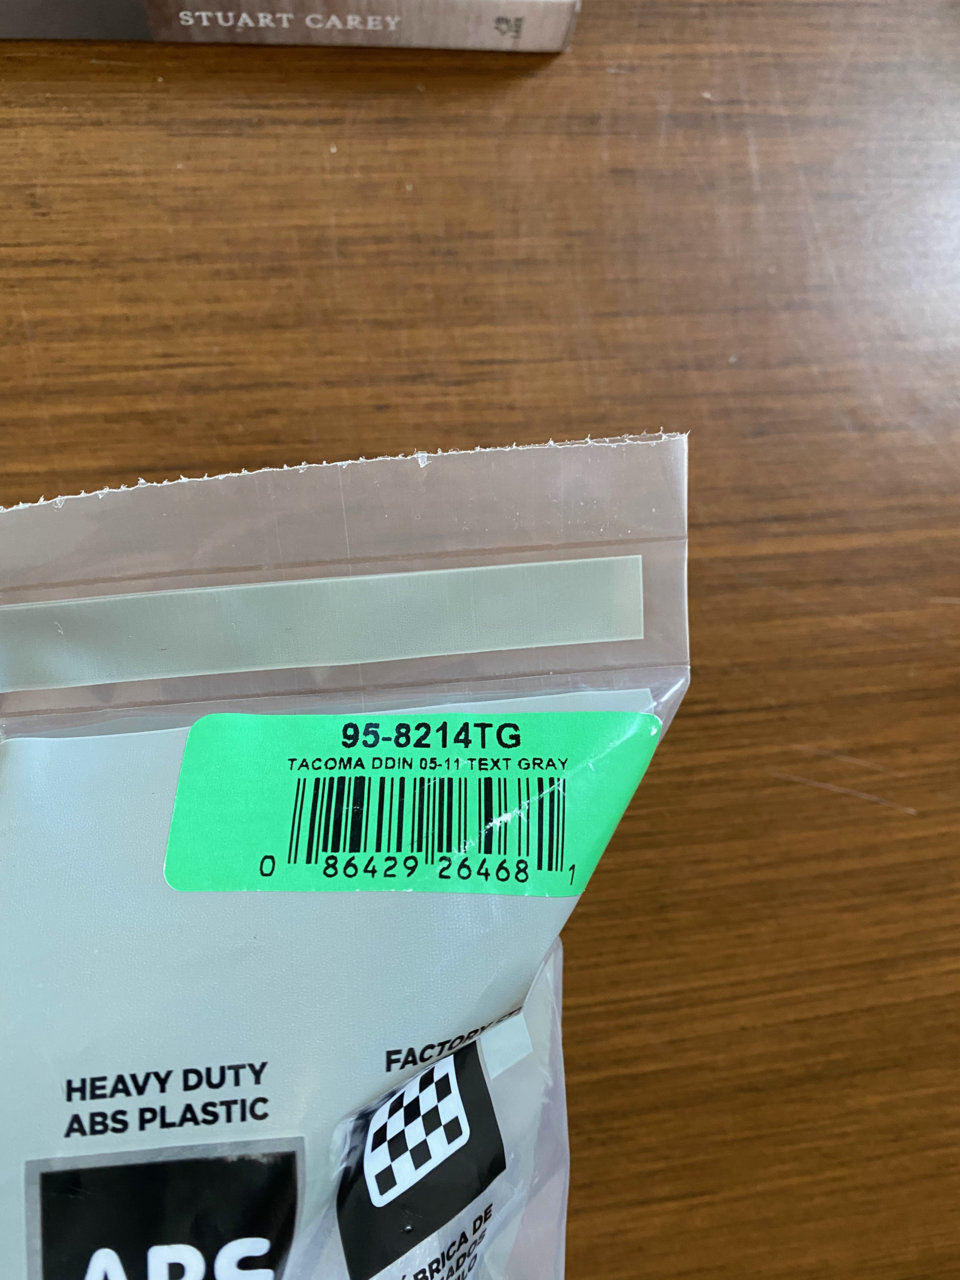 STUART CAREY
95-8214TG
TACOMA DDIN 05-11 TEXT GRAY
0 86429 26468 1
HEAVY DUTY
ABS PLASTIC
FACTORY
ABS
DE